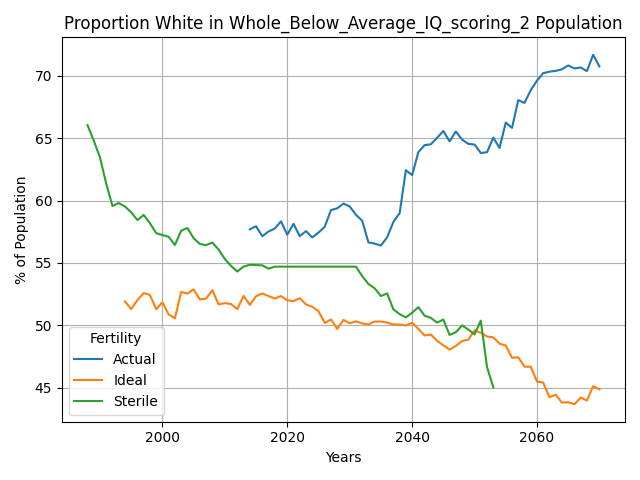 Proportion White in Whole_Below_Average_IQ_scoring_2 Population
% of Population
70
65
60
55
50
45
Fertility
Actual
Ideal
Sterile
2000
2020
2040
2060
Years